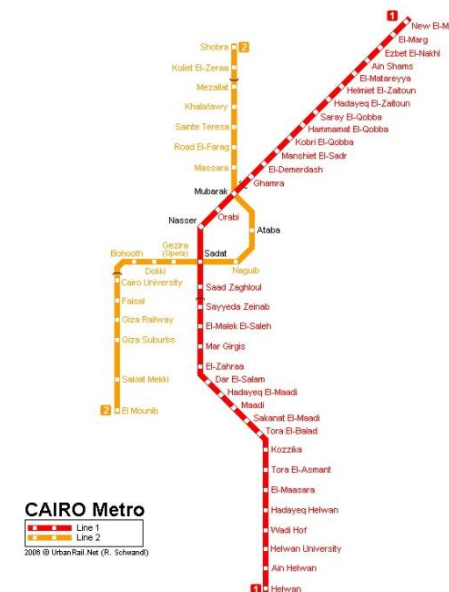 1
New El-M
El-Marg
Ezbet El-Nakhl
Ain Shams
El-Matareyya
Helmiet El-Zaitoun
Hadayeq El-Zaitoun
Saray El-Qobba
Hammamat El-Qobba
Kobri El-Qobba
Manshiet El-Sadr
El-Demerdash
Ghamra
Shobra
2
Koliet El-Zeraa
Mezallat
Khalafawy
Sainte Teresa
Road El-Farag
Massara
Mubarak
Orabi
Nasser
Ataba
Bohooth
Gezira
(Opera)
Sadat
Dokki
Naguib
Cairo University
Faisal
Giza Railway
Giza Suburbs
Sakiat Mekki
2
El Mounib
Saad Zaghloul
Sayyeda Zeinab
El-Malek El-Saleh
Mar Girgis
El-Zahraa
Dar El-Salam
Hadayeq El-Maadi
Maadi
Sakanat El-Maadi
Tora El-Balad
Kozzika
Tora El-Asmant
El-Maasara
Hadayeq Helwan
Wadi Hof
Helwan University
Ain Helwan
1
Helwan
CAIRO Metro
Line 1
Line 2
2006 @ UrbanRail.Net (R. Schwandl)